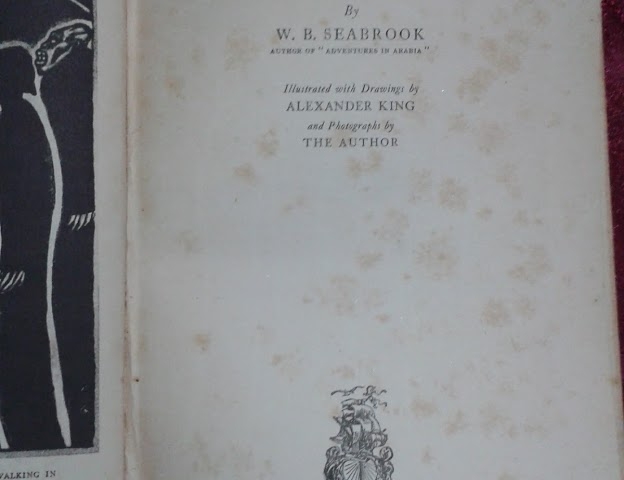 By
W. B. SEABROOK
AUTHOR OF "ADVENTURES IN ARABIA"
Illustrated with Drawings by
ALEXANDER KING
and Photographs by
THE AUTHOR
WALKING IN